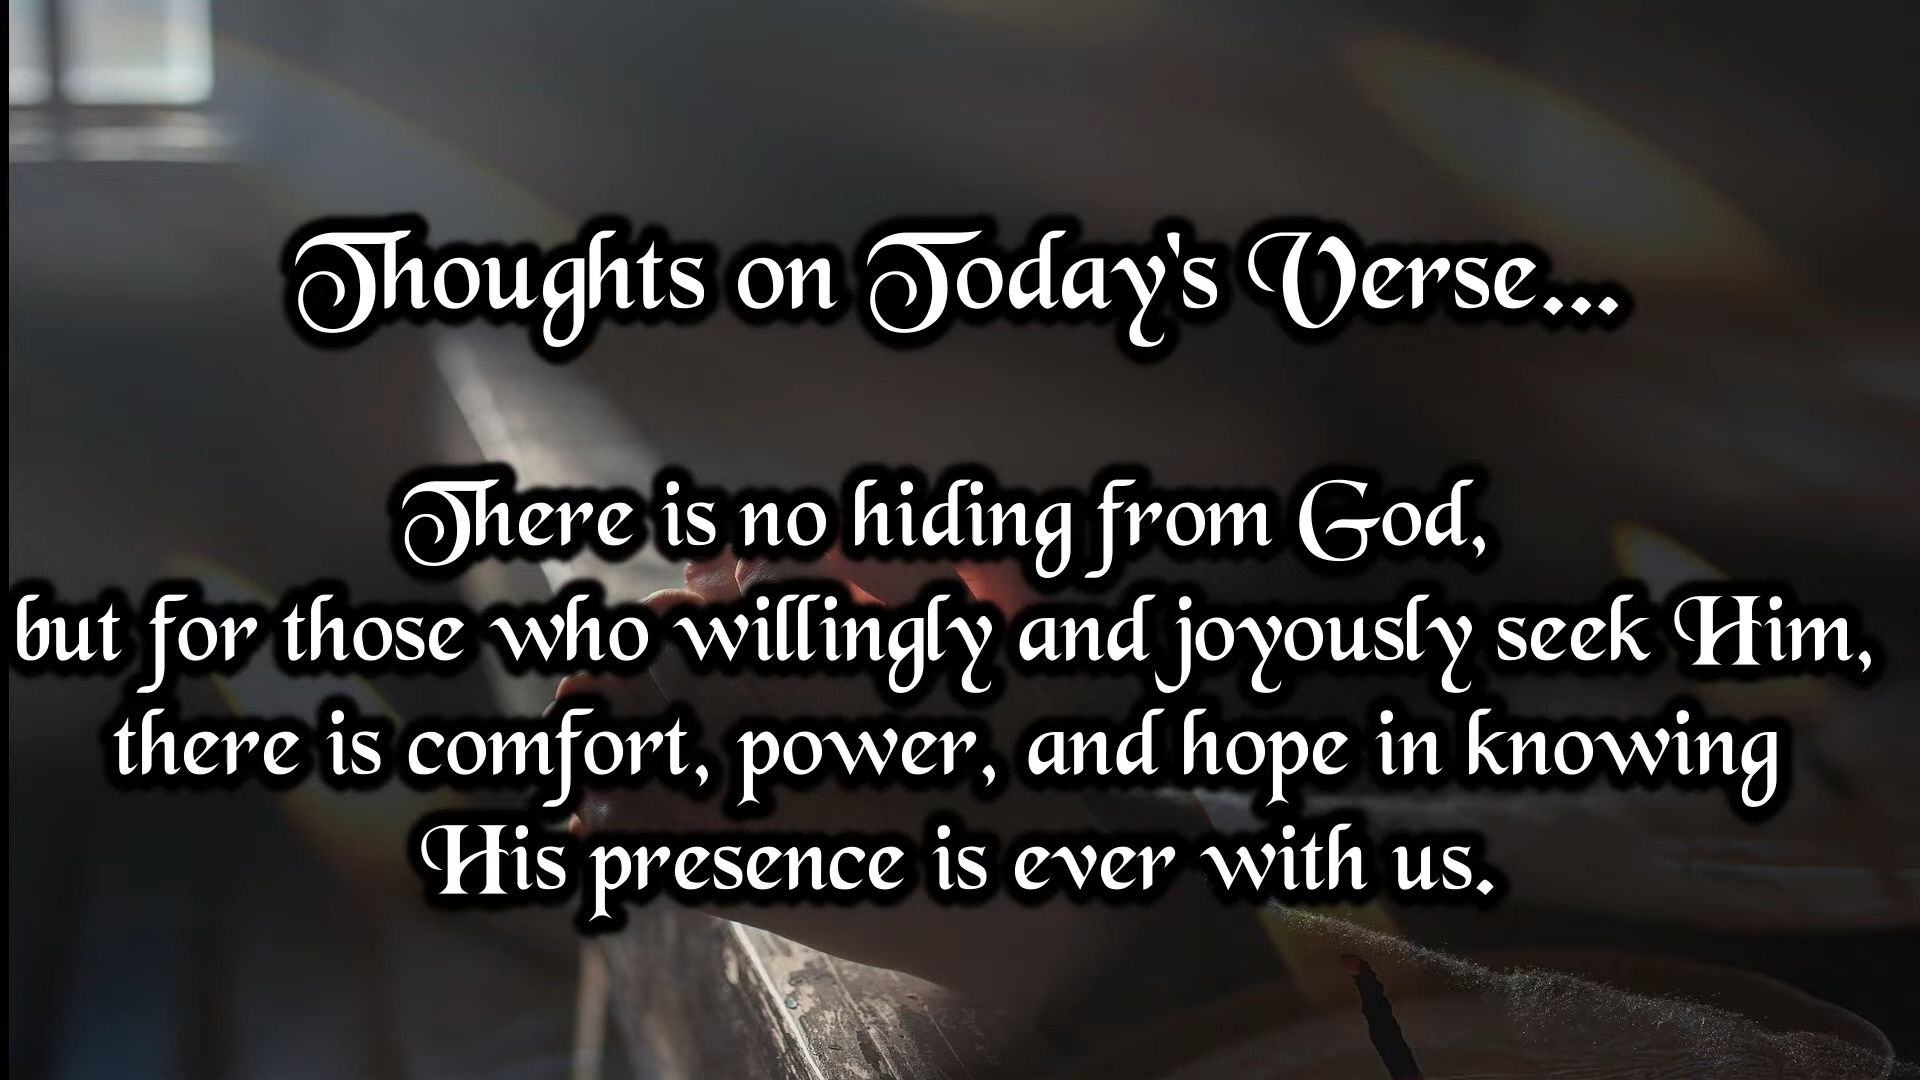 Thoughts on Today's Verse...
There is no hiding from God,
but for those who willingly and joyously seek Him,
there is comfort, power, and hope in knowing
His presence is ever with us.